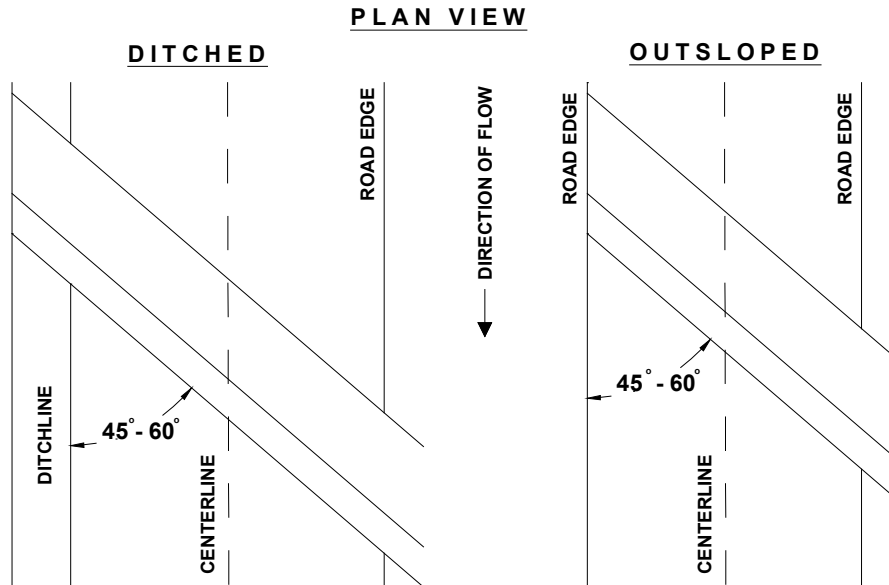 PLAN VIEW
DITCHED
OUTSLOPED
ROAD EDGE
DIRECTION OF FLOW
ROAD EDGE
ROAD EDGE
45° - 60°
45° - 60°
DITCHLINE
CENTERLINE
CENTERLINE